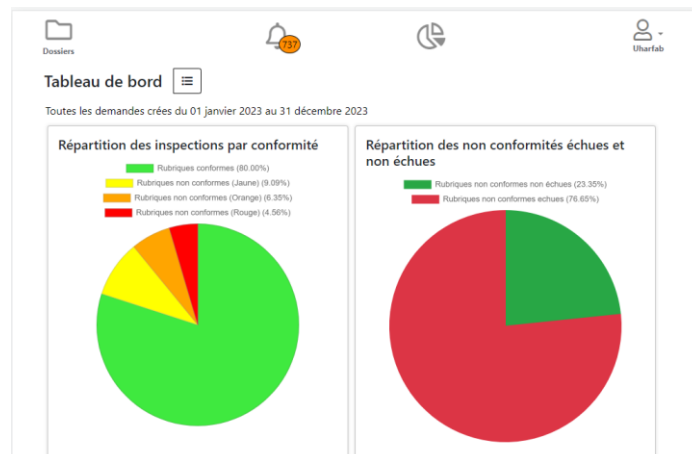 Dossiers
737
Uharfab
Tableau de bord
Toutes les demandes crées du 01 janvier 2023 au 31 décembre 2023
Répartition des inspections par conformité
Rubriques conformes (80.00%)
Rubriques non conformes (Jaune) (9.09%)
Rubriques non conformes (Orange) (6.35%)
Rubriques non conformes (Rouge) (4.56%)
Répartition des non conformités échues et
non échues
Rubriques non conformes non échues (23.35%)
Rubriques non conformes echues (76.65%)